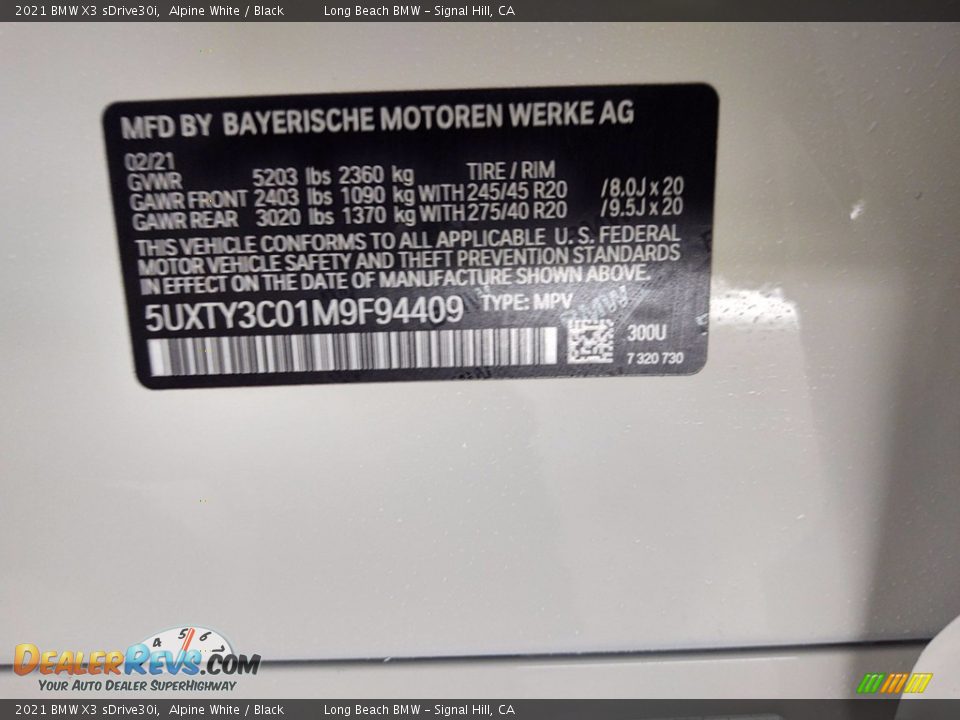 2021 BMW X3 sDrive30i, Alpine White / Black Long Beach BMW - Signal Hill, CA
MFD BY BAYERISCHE MOTOREN WERKE AG
02/21
GVWR 5203 lbs 2360 kg TIRE / RIM
GAWR FRONT 2403 lbs 1090 kg WITH 245/45 R20 /8.0J x 20
GAWR REAR 3020 lbs 1370 kg WITH 275/40 R20 /9.5J x 20
THIS VEHICLE CONFORMS TO ALL APPLICABLE U. S. FEDERAL
MOTOR VEHICLE SAFETY AND THEFT PREVENTION STANDARDS
IN EFFECT ON THE DATE OF MANUFACTURE SHOWN ABOVE.
5UXTY3C01M9F94409 TYPE: MPV
300U
7 320 730
4 5 6
DEALERREVS.COM
YOUR AUTO DEALER SUPERHIGHWAY
2021 BMW X3 sDrive30i, Alpine White / Black Long Beach BMW - Signal Hill, CA